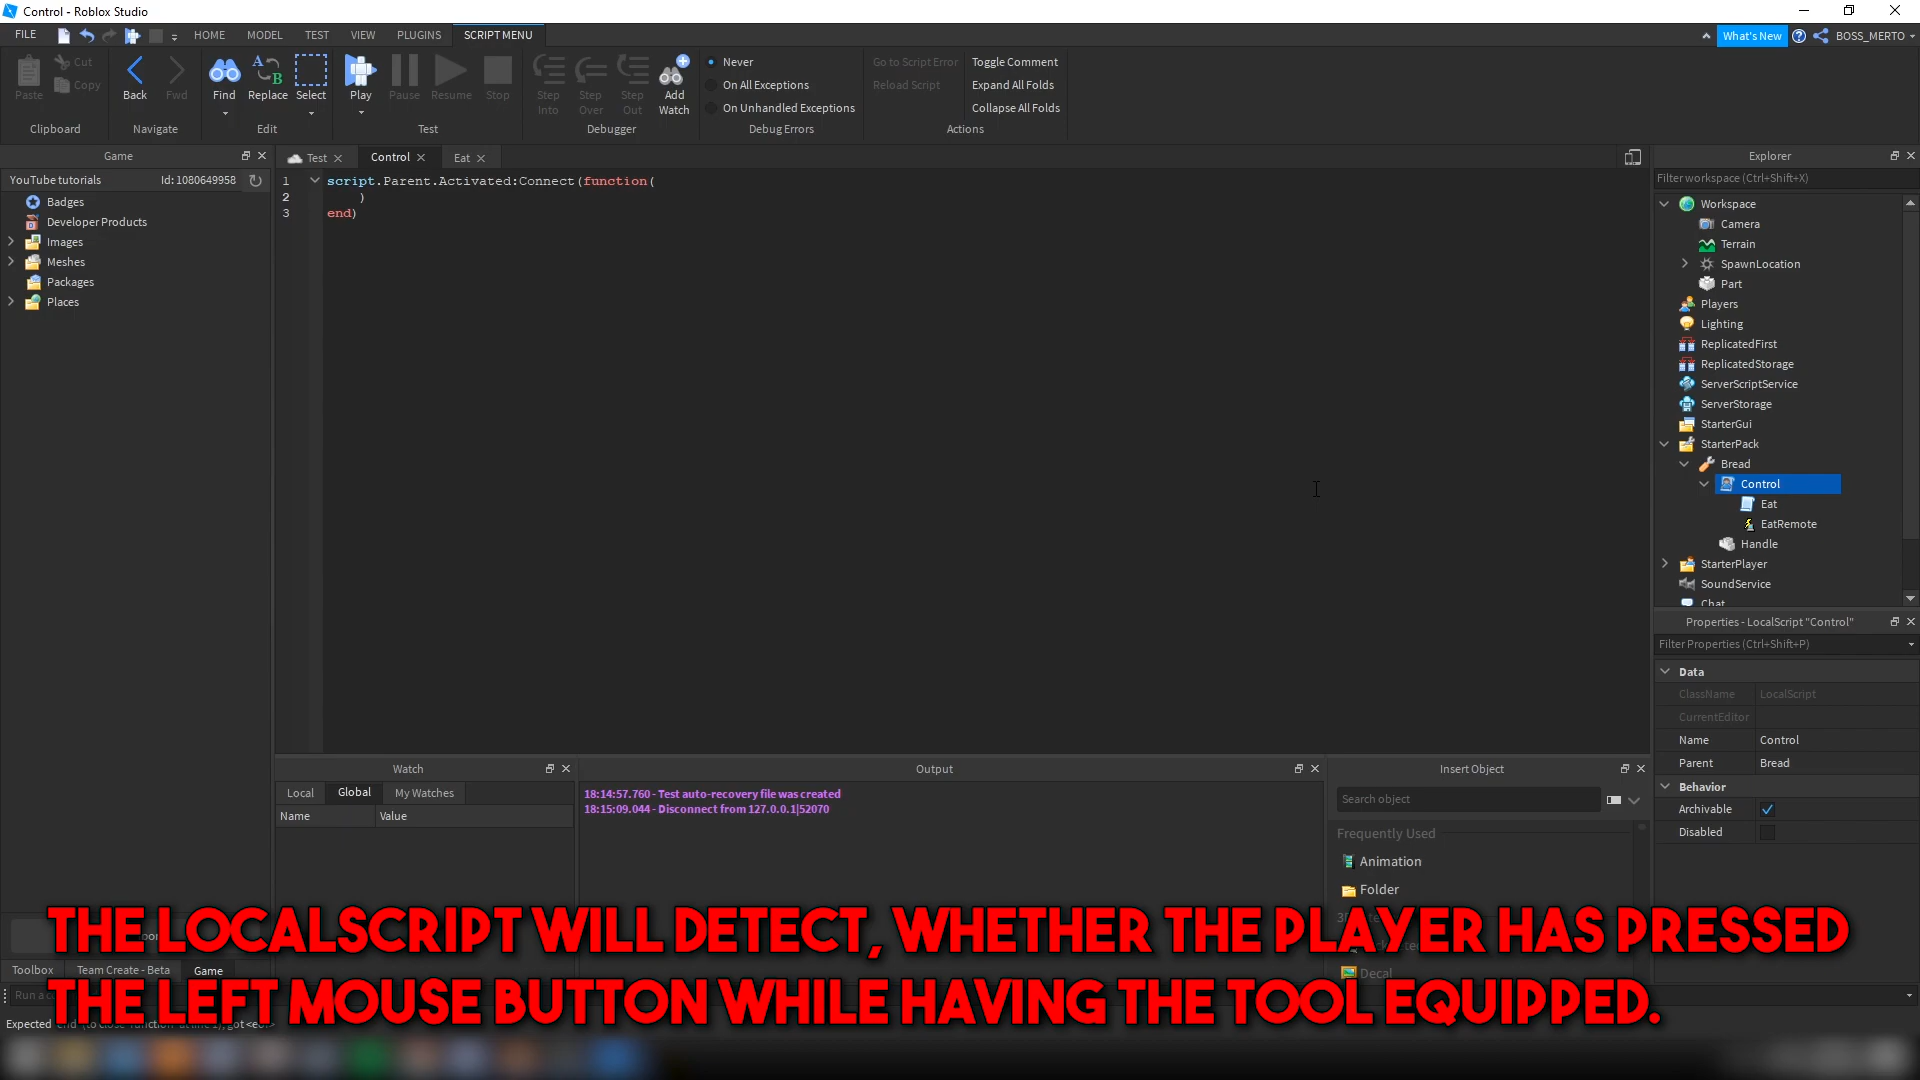 Control - Roblox Studio
FILE HOME MODEL TEST VIEW PLUGINS SCRIPT MENU What's New BOSS_MERTO
Paste Cut Copy Back Fwd Find Replace Select Play Pause Resume Stop Step Into Step Over Step Out Add Watch
Never Go to Script Error Toggle Comment
On All Exceptions Reload Script Expand All Folds
On Unhandled Exceptions Collapse All Folds
Clipboard Navigate Edit Test Debugger Debug Errors Actions
Game
YouTube tutorials Id: 1080649958
Badges
Developer Products
Images
Meshes
Packages
Places
Test Control Eat
1 script.Parent.Activated:Connect(function(
2 )
3 end)
Explorer
Filter workspace (Ctrl+Shift+X)
Workspace
Camera
Terrain
SpawnLocation
Part
Players
Lighting
ReplicatedFirst
ReplicatedStorage
ServerScriptService
ServerStorage
StarterGui
StarterPack
Bread
Control
Eat
EatRemote
Handle
StarterPlayer
SoundService
Chat
Properties - LocalScript "Control"
Filter Properties (Ctrl+Shift+P)
Data
ClassName LocalScript
CurrentEditor
Name Control
Parent Bread
Behavior
Archivable
Disabled
Watch
Local Global My Watches
Name Value
Output
18:14:57.760 - Test auto-recovery file was created
18:15:09.044 - Disconnect from 127.0.0.1|52070
Insert Object
Search object
Frequently Used
Animation
Folder
Decal
Toolbox Team Create - Beta Game
THE LOCALSCRIPT WILL DETECT, WHETHER THE PLAYER HAS PRESSED
THE LEFT MOUSE BUTTON WHILE HAVING THE TOOL EQUIPPED.